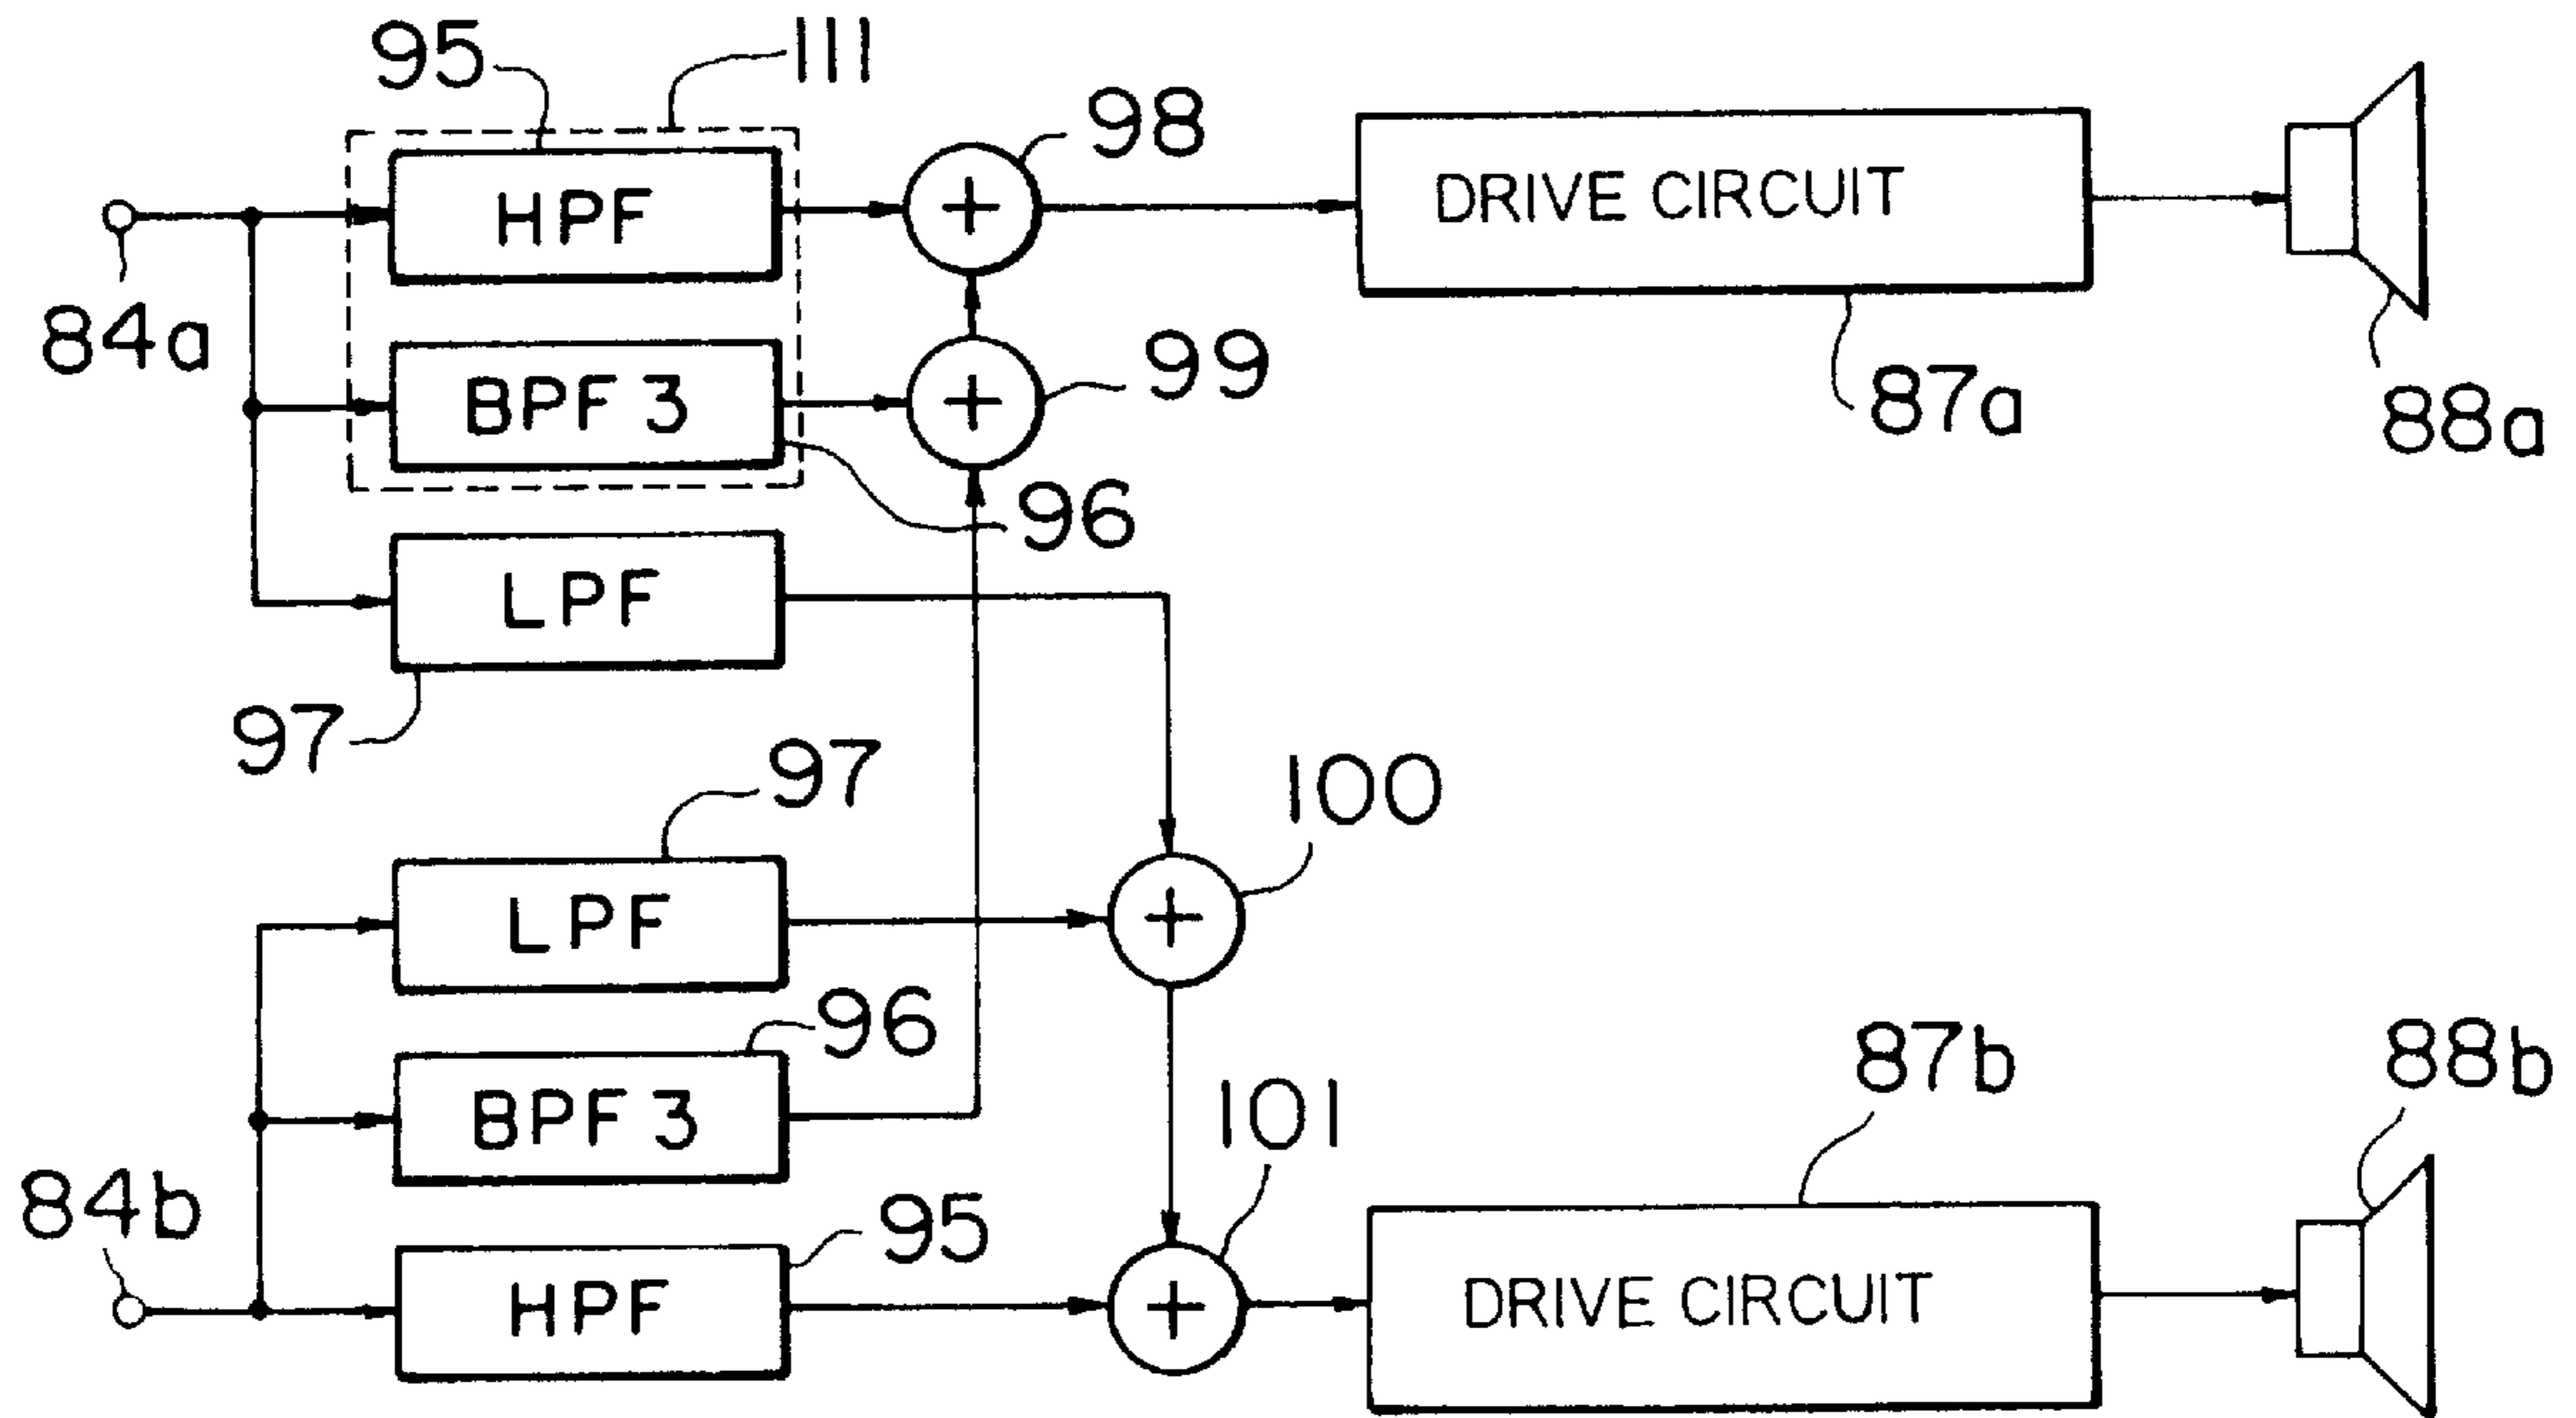 95
111
98
HPF
DRIVE CIRCUIT
84a
99
87a
88a
BPF 3
96
LPF
97
97
100
LPF
96
87b
88b
BPF 3
101
84b
95
HPF
DRIVE CIRCUIT